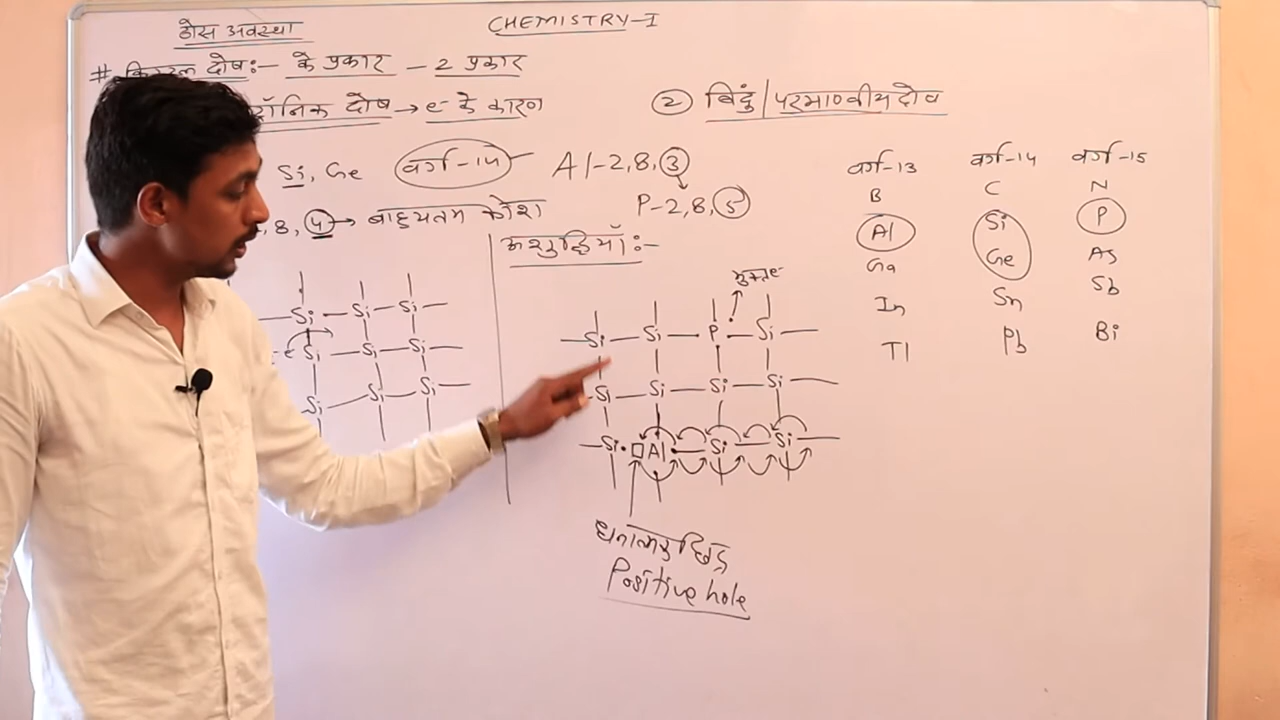 ठोस अवस्था
CHEMISTRY-I
# क्रिस्टल दोष:- के प्रकार - 2 प्रकार
रॉनिक दोष → e- के कारण
② बिंदु/परमाणवीय दोष
Si, Ge वर्ग-14 Al-2,8,3
P-2,8,5
8, 4 → बाह्यतम कोश
अशुद्धियाँ:-
वर्ग-13 वर्ग-14 वर्ग-15
B C N
Al Si P
Ga Ge As
In Sn Sb
Tl Pb Bi
Si Si Si
Si Si Si
Si Si Si
मुक्त e-
Si Si P Si
Si Si Si Si
Si Al Si Si
धनात्मक छिद्र
Positive hole